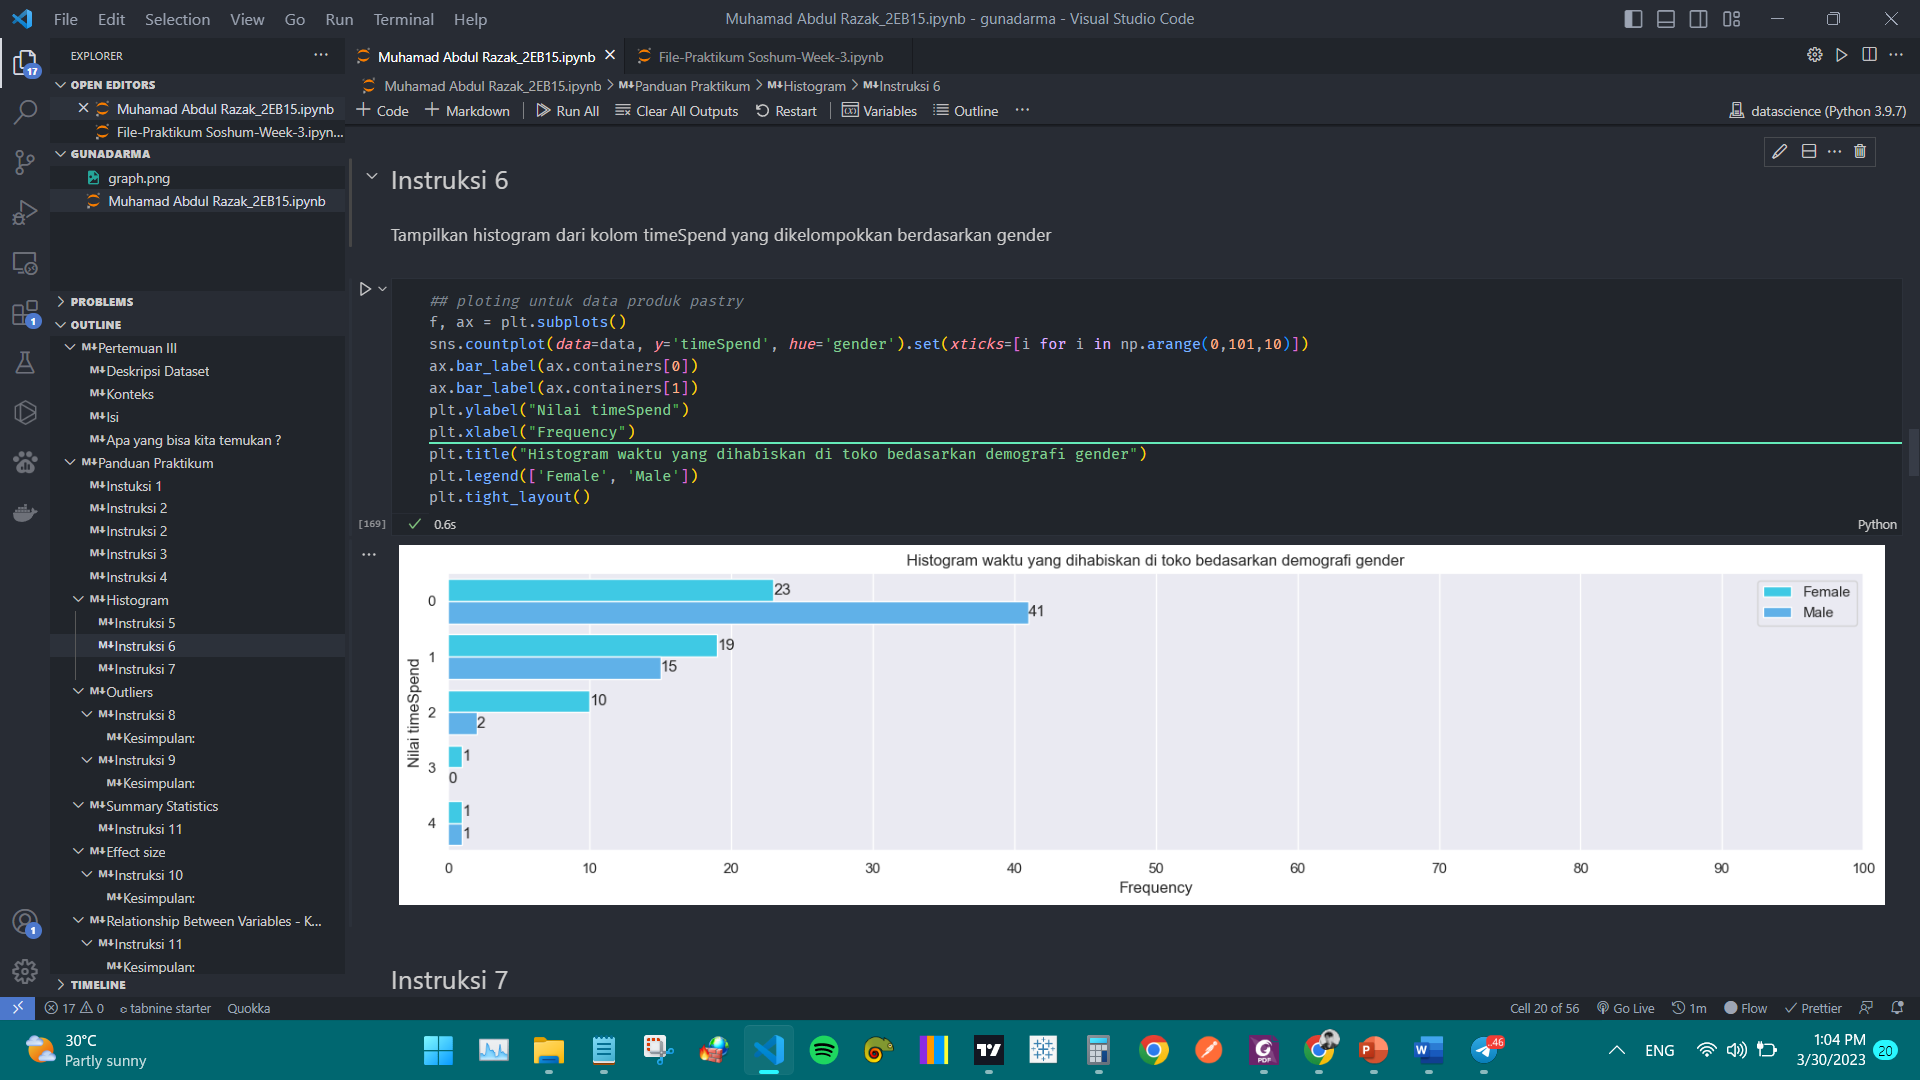 File Edit Selection View Go Run Terminal Help
Muhamad Abdul Razak_2EB15.ipynb - gunadarma - Visual Studio Code
EXPLORER
OPEN EDITORS
Muhamad Abdul Razak_2EB15.ipynb
File-Praktikum Soshum-Week-3.ipyn...
GUNADARMA
graph.png
Muhamad Abdul Razak_2EB15.ipynb
PROBLEMS
OUTLINE
M↓Pertemuan III
M↓Deskripsi Dataset
M↓Konteks
M↓Isi
M↓Apa yang bisa kita temukan ?
M↓Panduan Praktikum
M↓Instuksi 1
M↓Instruksi 2
M↓Instruksi 2
M↓Instruksi 3
M↓Instruksi 4
M↓Histogram
M↓Instruksi 5
M↓Instruksi 6
M↓Instruksi 7
M↓Outliers
M↓Instruksi 8
M↓Kesimpulan:
M↓Instruksi 9
M↓Kesimpulan:
M↓Summary Statistics
M↓Instruksi 11
M↓Effect size
M↓Instruksi 10
M↓Kesimpulan:
M↓Relationship Between Variables - K...
M↓Instruksi 11
M↓Kesimpulan:
TIMELINE
17
1
1
Muhamad Abdul Razak_2EB15.ipynb
File-Praktikum Soshum-Week-3.ipynb
Muhamad Abdul Razak_2EB15.ipynb > M↓Panduan Praktikum > M↓Histogram > M↓Instruksi 6
+ Code + Markdown | Run All Clear All Outputs Restart | Variables Outline ...
datascience (Python 3.9.7)
Instruksi 6
Tampilkan histogram dari kolom timeSpend yang dikelompokkan berdasarkan gender
## ploting untuk data produk pastry
f, ax = plt.subplots()
sns.countplot(data=data, y='timeSpend', hue='gender').set(xticks=[i for i in np.arange(0,101,10)])
ax.bar_label(ax.containers[0])
ax.bar_label(ax.containers[1])
plt.ylabel("Nilai timeSpend")
plt.xlabel("Frequency")
plt.title("Histogram waktu yang dihabiskan di toko bedasarkan demografi gender")
plt.legend(['Female', 'Male'])
plt.tight_layout()
[169] 0.6s
Python
Histogram waktu yang dihabiskan di toko bedasarkan demografi gender
Female
Male
Nilai timeSpend
0 23
41
1 19
15
2 10
2
3 1
0
4 1
1
0 10 20 30 40 50 60 70 80 90 100
Frequency
Instruksi 7
17 0 tabnine starter Quokka
Cell 20 of 56 Go Live 1m Flow Prettier
30°C
Partly sunny
PDF
.46
ENG
1:04 PM
3/30/2023
20